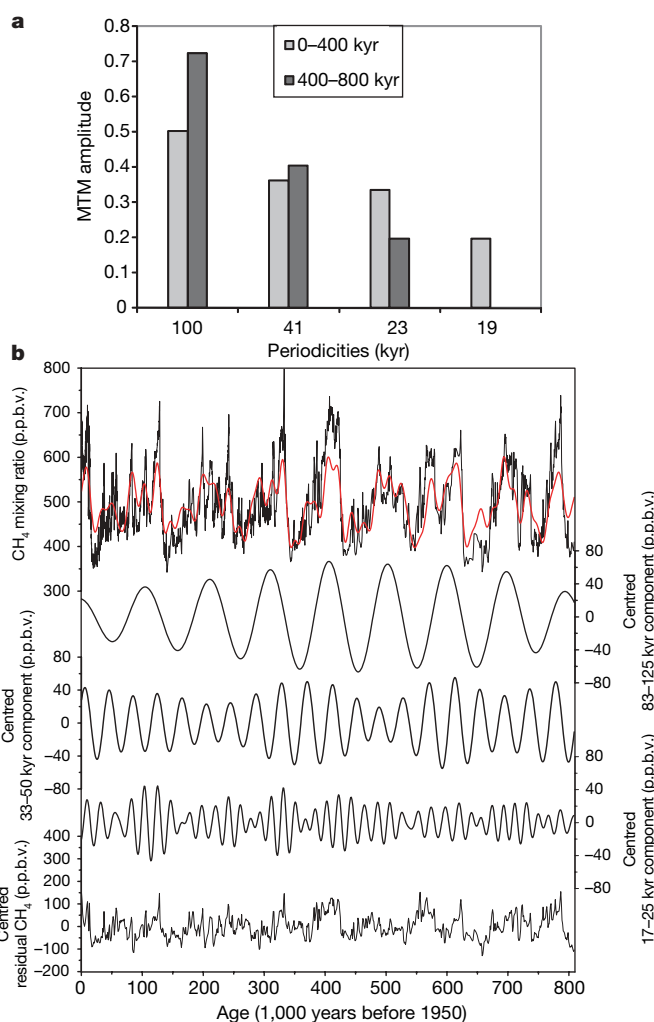 a
0.8
0.7
0.6
0.5
0.4
0.3
0.2
0.1
0
MTM amplitude
0–400 kyr
400–800 kyr
100 41 23 19
Periodicities (kyr)
b
800
700
600
500
400
300
CH4 mixing ratio (p.p.b.v.)
80
40
0
–40
–80
Centred
83–125 kyr component (p.p.b.v.)
80
40
0
–40
–80
Centred
33–50 kyr component (p.p.b.v.)
80
40
0
–40
–80
Centred
17–25 kyr component (p.p.b.v.)
400
300
200
100
0
–100
–200
Centred
residual CH4 (p.p.b.v.)
0 100 200 300 400 500 600 700 800
Age (1,000 years before 1950)